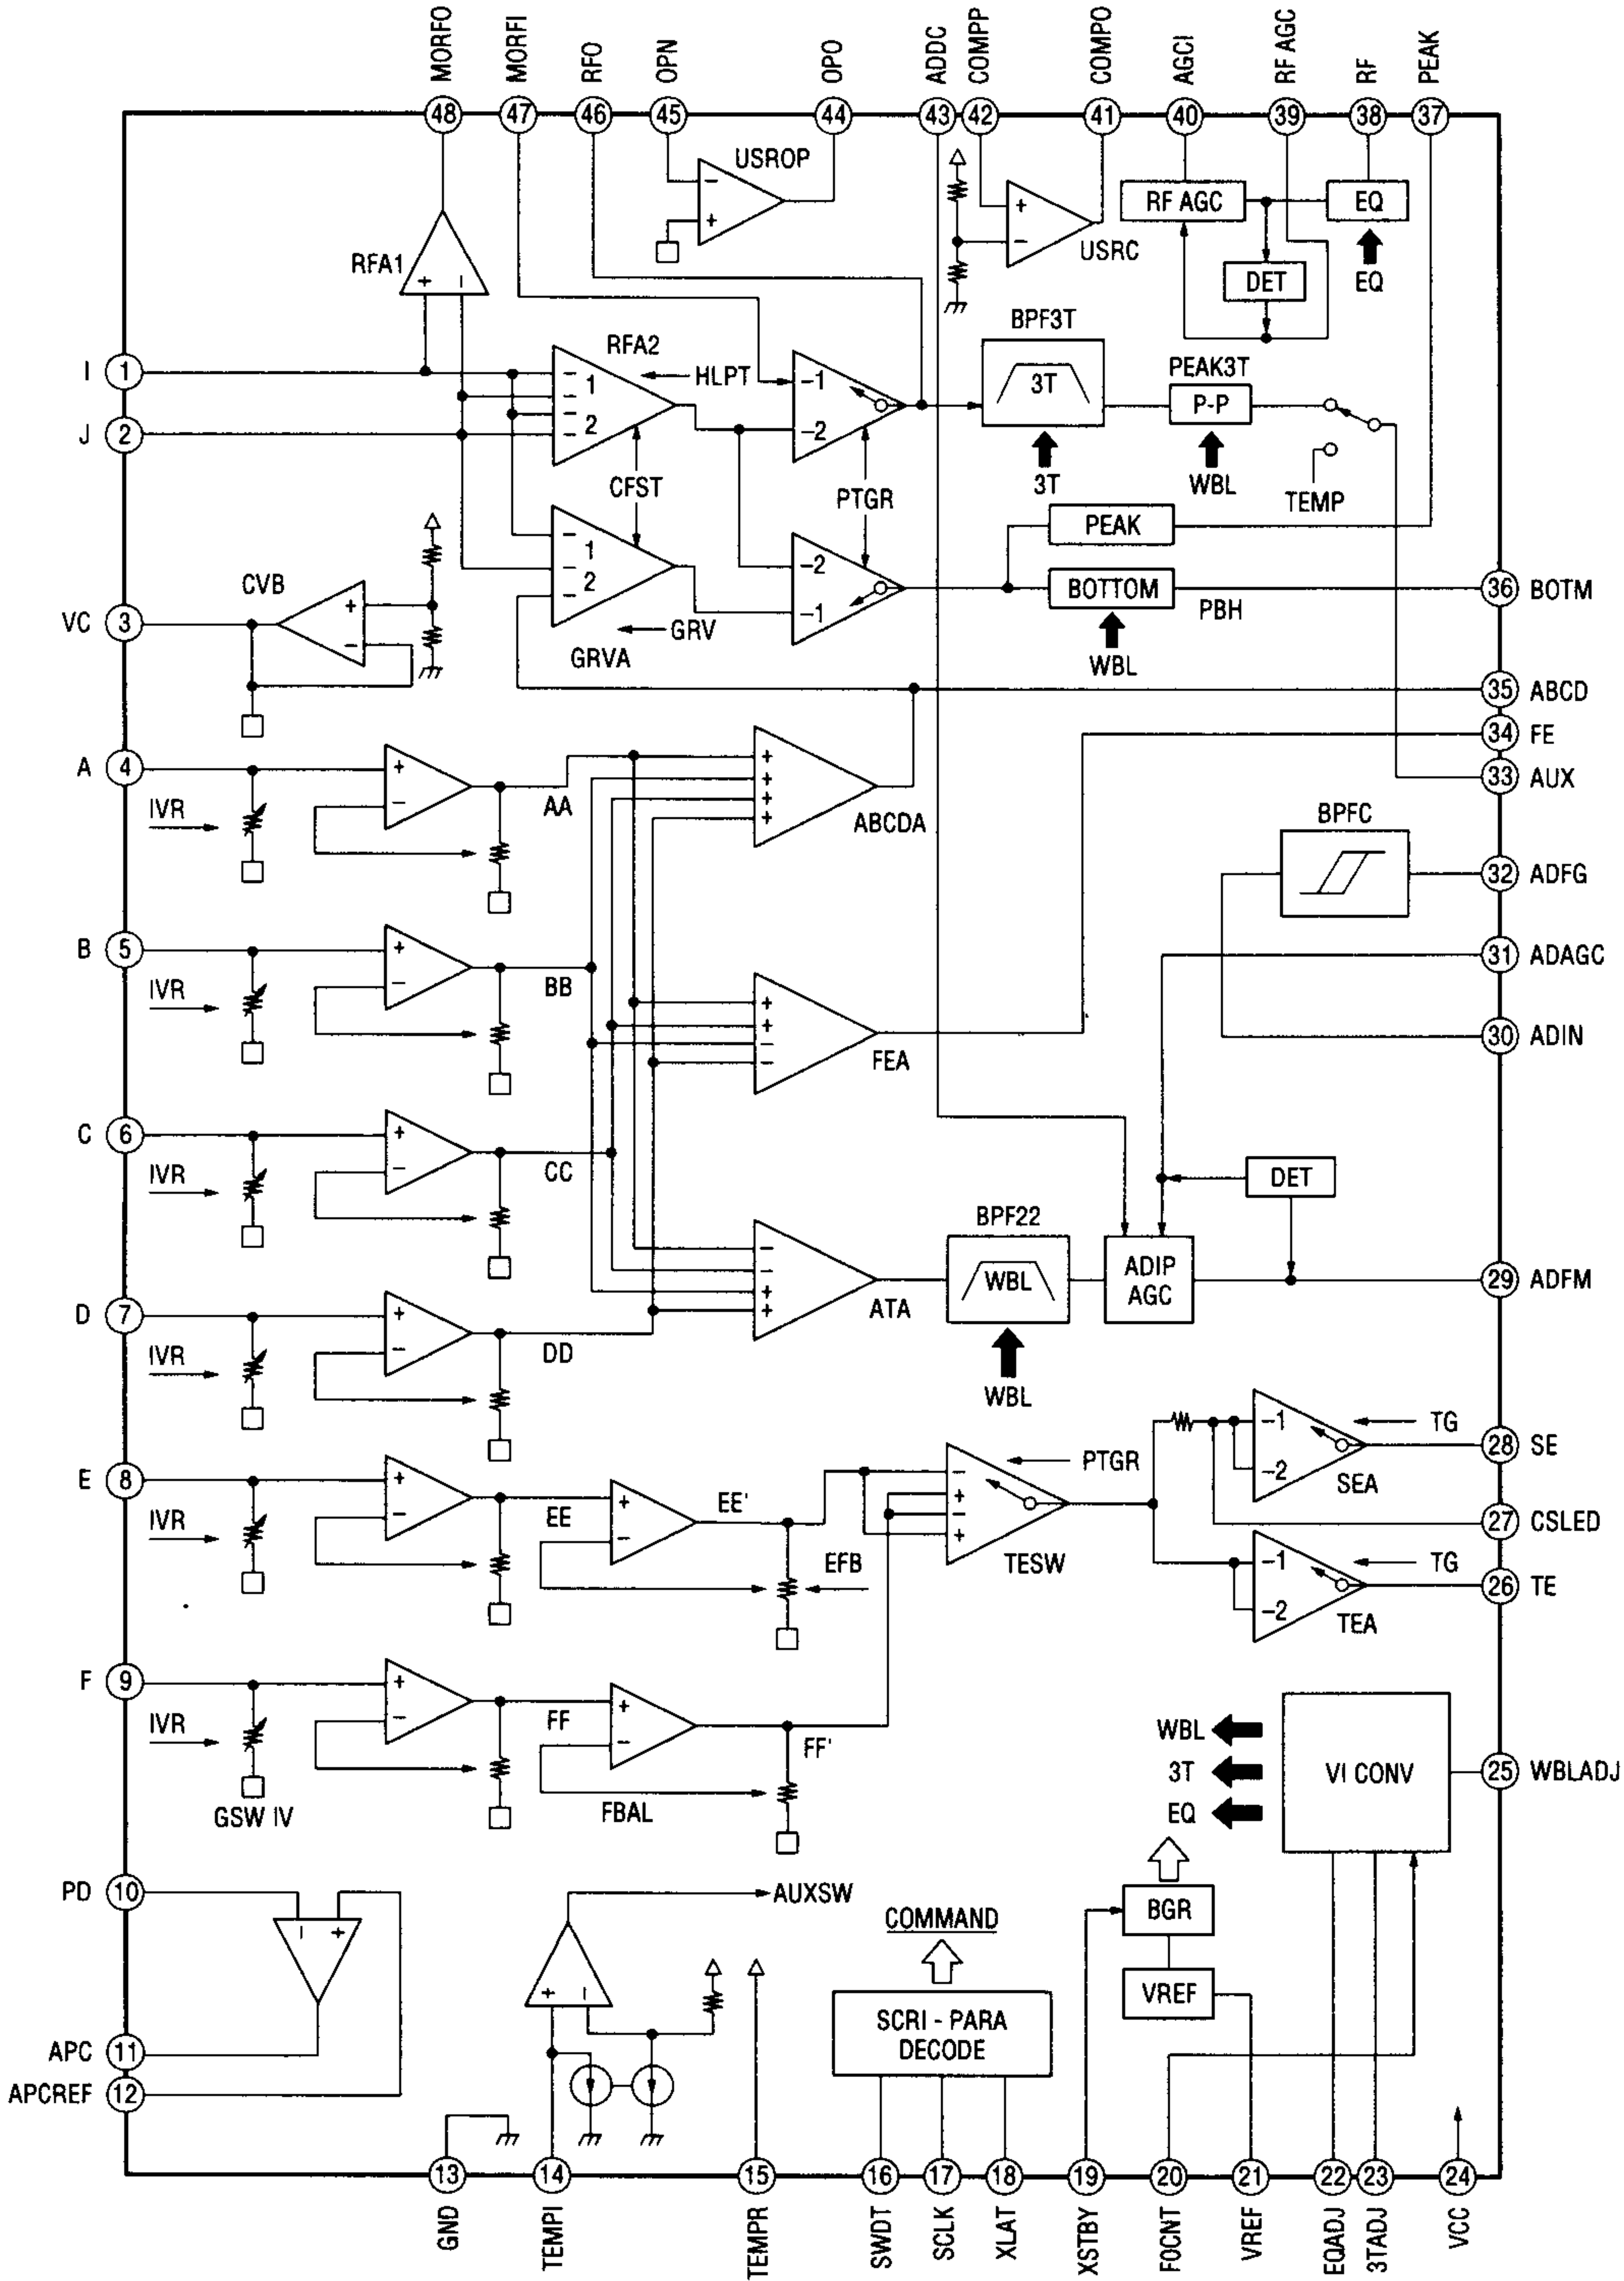 MORFO
MORFI
RFO
OPN
OPO
ADDC
COMPP
COMPO
AGCI
RF AGC
RF
PEAK
48
47
46
45
44
43
42
41
40
39
38
37
USROP
−
+
RFA1
+ −
+
−
USRC
RF AGC
EQ
DET
EQ
I 1
J 2
RFA2
HLPT
− 1
−
− 2
−
−1
−2
BPF3T
3T
3T
PEAK3T
P-P
WBL
TEMP
CFST
PTGR
− 1
− 2
−
GRV
GRVA
−2
−1
PEAK
BOTTOM
PBH
WBL
36 BOTM
CVB
+
−
VC 3
35 ABCD
34 FE
33 AUX
A 4
IVR
+
−
AA
+
+
+
+
ABCDA
BPFC
32 ADFG
B 5
IVR
+
−
BB
31 ADAGC
30 ADIN
+
+
−
−
FEA
C 6
IVR
+
−
CC
DET
BPF22
WBL
WBL
ADIP
AGC
29 ADFM
−
−
+
+
ATA
D 7
IVR
+
−
DD
E 8
IVR
+
−
EE
+
−
EE'
EFB
−
+
−
+
PTGR
TESW
−1
−2
TG
SEA
28 SE
27 CSLED
−1
−2
TG
TEA
26 TE
F 9
IVR
GSW IV
+
−
FF
+
−
FF'
FBAL
WBL
3T
EQ
VI CONV
25 WBLADJ
PD 10
− +
APC 11
APCREF 12
AUXSW
+ −
COMMAND
SCRI - PARA
DECODE
BGR
VREF
13
14
15
16
17
18
19
20
21
22
23
24
GND
TEMPI
TEMPR
SWDT
SCLK
XLAT
XSTBY
F0CNT
VREF
EQADJ
3TADJ
VCC